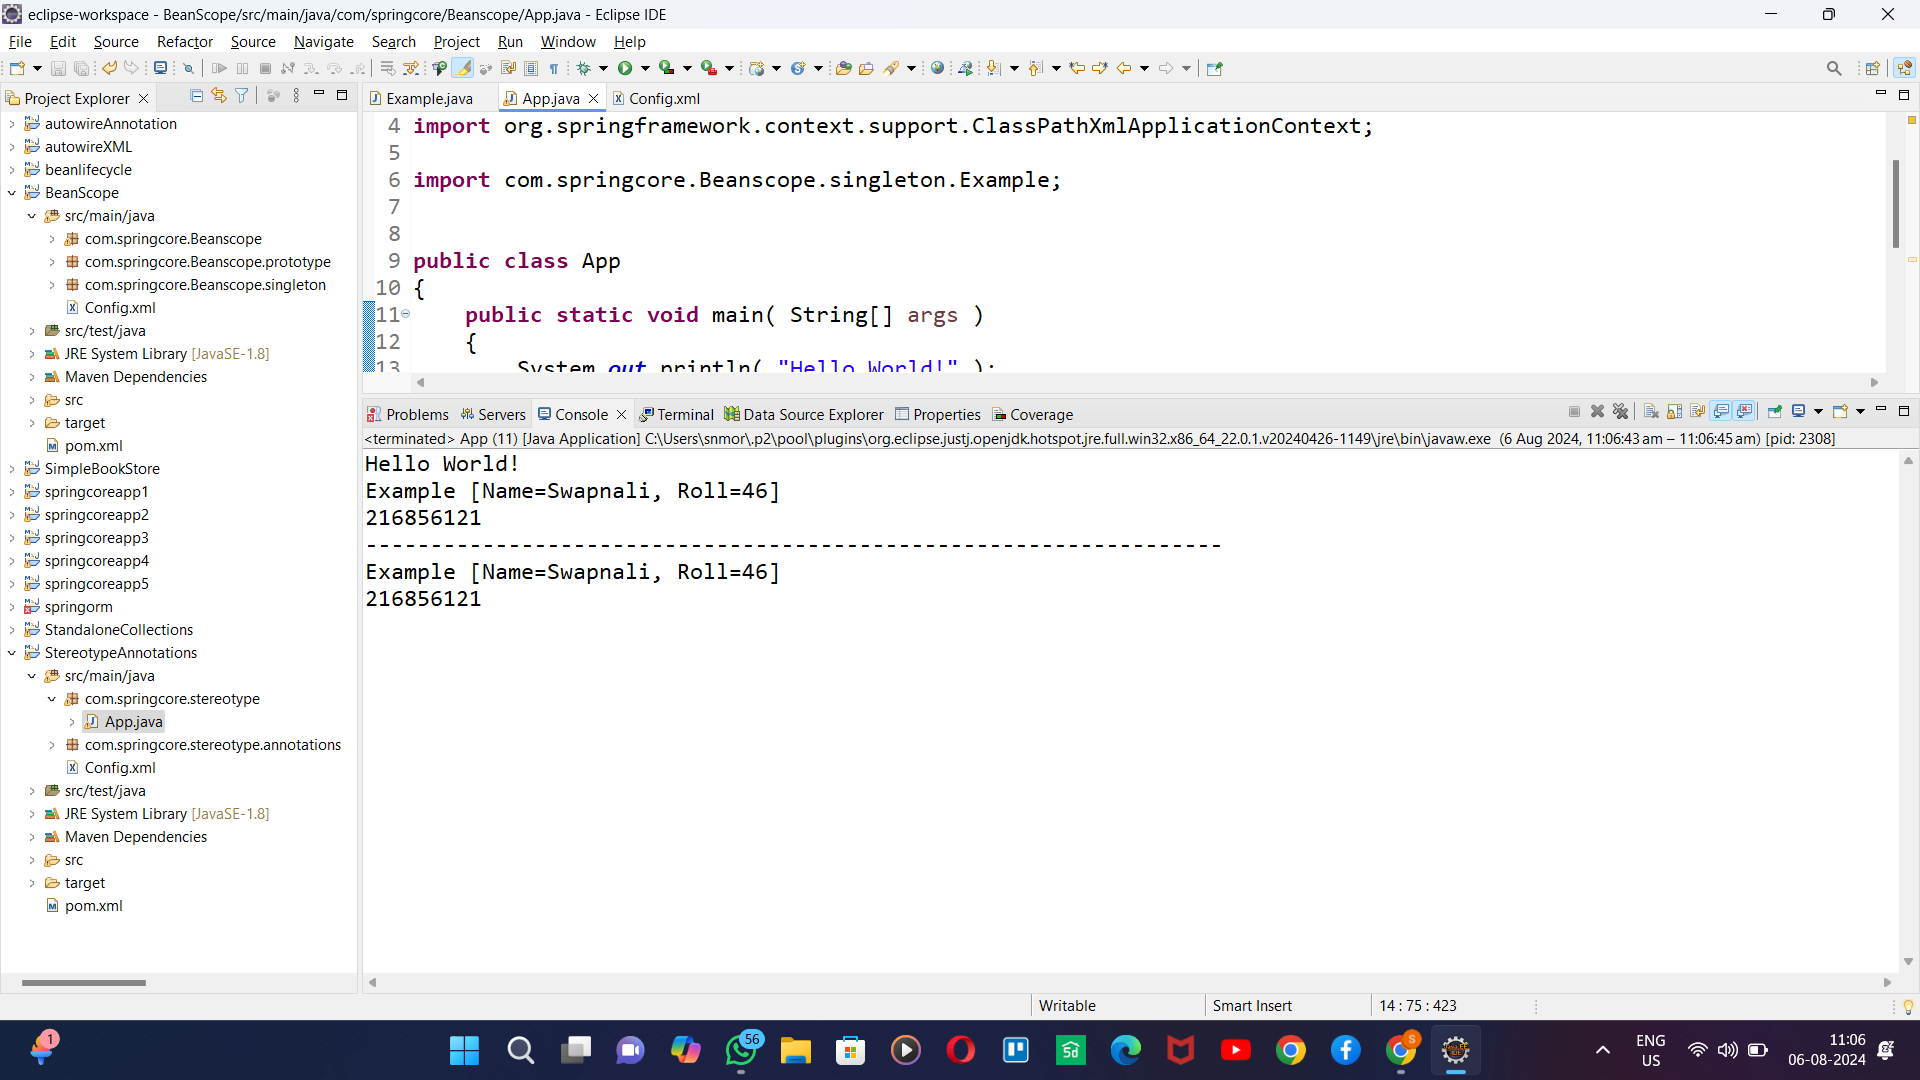 eclipse-workspace - BeanScope/src/main/java/com/springcore/Beanscope/App.java - Eclipse IDE
File Edit Source Refactor Source Navigate Search Project Run Window Help
Project Explorer
autowireAnnotation
autowireXML
beanlifecycle
BeanScope
src/main/java
com.springcore.Beanscope
com.springcore.Beanscope.prototype
com.springcore.Beanscope.singleton
Config.xml
src/test/java
JRE System Library [JavaSE-1.8]
Maven Dependencies
src
target
pom.xml
SimpleBookStore
springcoreapp1
springcoreapp2
springcoreapp3
springcoreapp4
springcoreapp5
springorm
StandaloneCollections
StereotypeAnnotations
src/main/java
com.springcore.stereotype
App.java
com.springcore.stereotype.annotations
Config.xml
src/test/java
JRE System Library [JavaSE-1.8]
Maven Dependencies
src
target
pom.xml
Example.java App.java Config.xml
4 import org.springframework.context.support.ClassPathXmlApplicationContext;
5
6 import com.springcore.Beanscope.singleton.Example;
7
8
9 public class App
10 {
11 public static void main( String[] args )
12 {
13 System.out.println( "Hello World!" );
Problems Servers Console Terminal Data Source Explorer Properties Coverage
<terminated> App (11) [Java Application] C:\Users\snmor\.p2\pool\plugins\org.eclipse.justj.openjdk.hotspot.jre.full.win32.x86_64_22.0.1.v20240426-1149\jre\bin\javaw.exe (6 Aug 2024, 11:06:43 am – 11:06:45 am) [pid: 2308]
Hello World!
Example [Name=Swapnali, Roll=46]
216856121
------------------------------------------------------------------
Example [Name=Swapnali, Roll=46]
216856121
Writable Smart Insert 14 : 75 : 423
1
56
S
ENG
US
11:06
06-08-2024